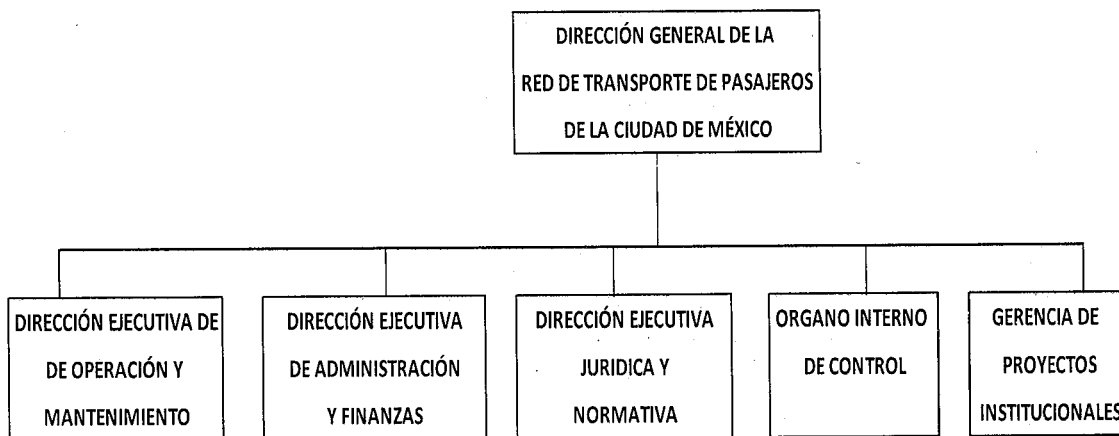 DIRECCIÓN GENERAL DE LA
RED DE TRANSPORTE DE PASAJEROS
DE LA CIUDAD DE MÉXICO
DIRECCIÓN EJECUTIVA DE
DE OPERACIÓN Y
MANTENIMIENTO
DIRECCIÓN EJECUTIVA
DE ADMINISTRACIÓN
Y FINANZAS
DIRECCIÓN EJECUTIVA
JURIDICA Y
NORMATIVA
ORGANO INTERNO
DE CONTROL
GERENCIA DE
PROYECTOS
INSTITUCIONALES